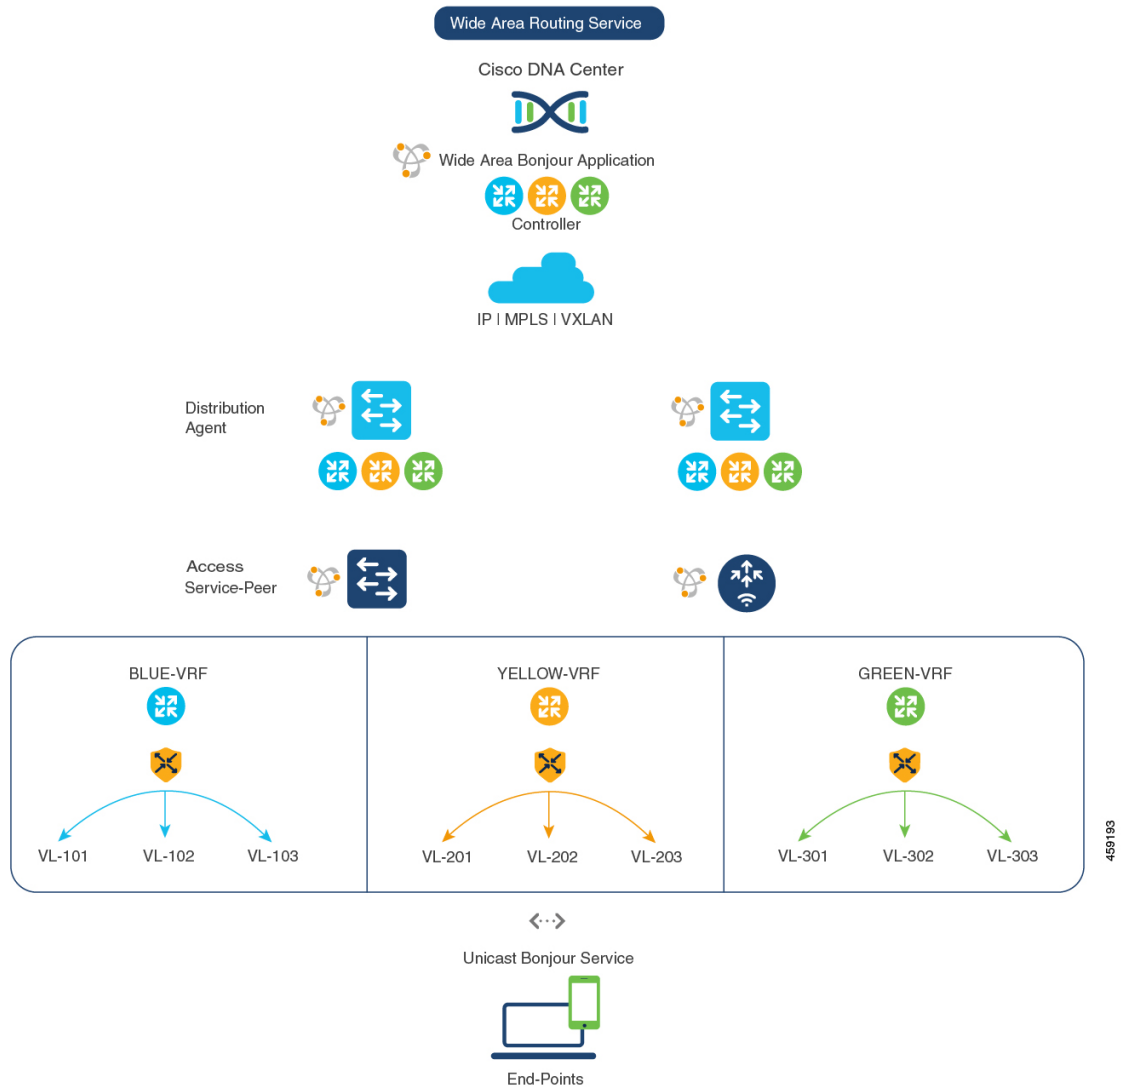 Wide Area Routing Service
Cisco DNA Center
Wide Area Bonjour Application
Controller
IP | MPLS | VXLAN
Distribution
Agent
Access
Service-Peer
BLUE-VRF
YELLOW-VRF
GREEN-VRF
VL-101
VL-102
VL-103
VL-201
VL-202
VL-203
VL-301
VL-302
VL-303
459193
Unicast Bonjour Service
End-Points